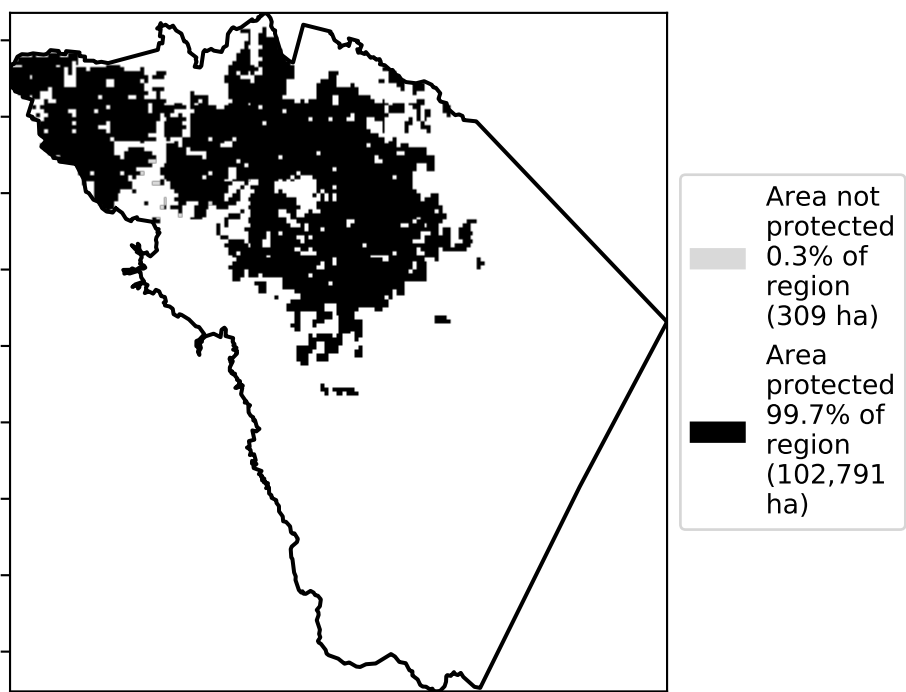 Area not
protected
0.3% of
region
(309 ha)
Area
protected
99.7% of
region
(102,791
ha)